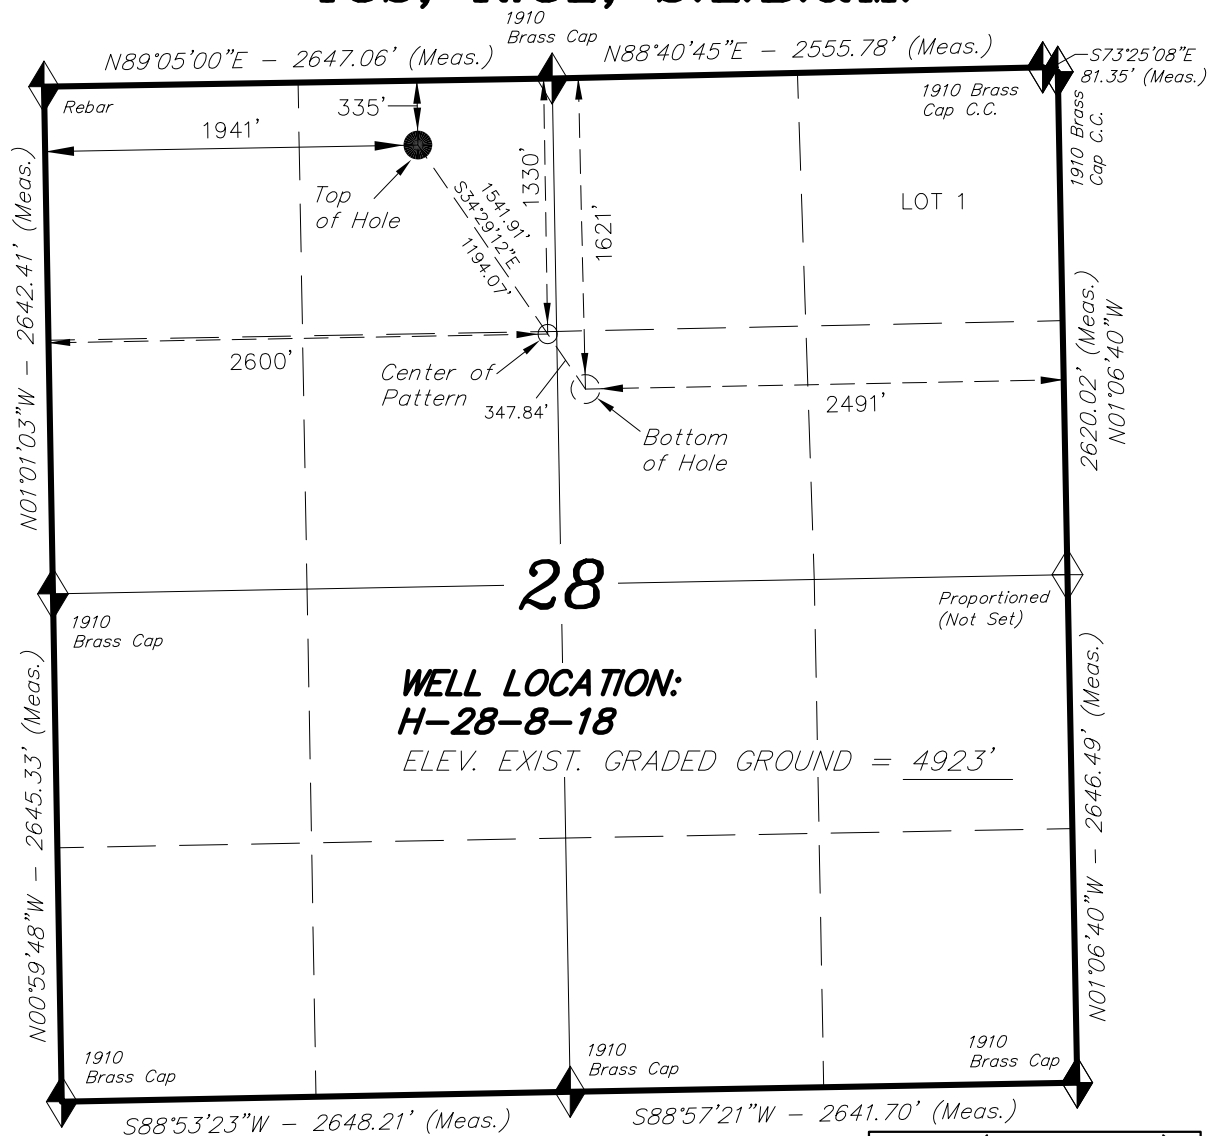 1910
Brass Cap
N89°05'00"E - 2647.06' (Meas.)
N88°40'45"E - 2555.78' (Meas.)
S73°25'08"E
81.35' (Meas.)
Rebar
335'
1941'
1910 Brass
Cap C.C.
1910 Brass
Cap C.C.
Top
of Hole
1330'
1621'
LOT 1
1541.91'
S34°29'12"E
1194.07'
N01°01'03"W - 2642.41' (Meas.)
2620.02' (Meas.)
N01°06'40"W
2600'
Center of
Pattern
347.84'
2491'
Bottom
of Hole
28
1910
Brass Cap
Proportioned
(Not Set)
WELL LOCATION:
H-28-8-18
ELEV. EXIST. GRADED GROUND = 4923'
N00°59'48"W - 2645.33' (Meas.)
N01°06'40"W - 2646.49' (Meas.)
1910
Brass Cap
1910
Brass Cap
1910
Brass Cap
S88°53'23"W - 2648.21' (Meas.)
S88°57'21"W - 2641.70' (Meas.)